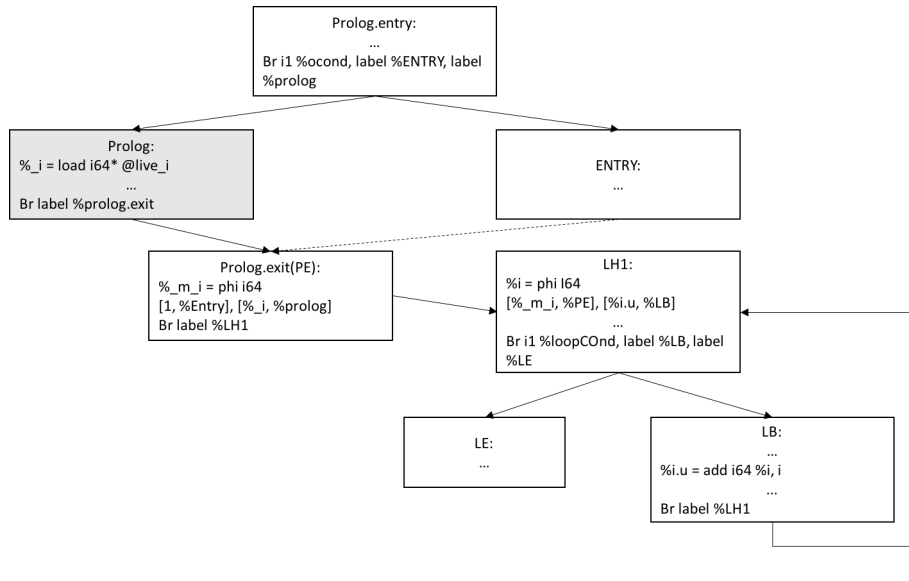 Prolog.entry:
...
Br i1 %ocond, label %ENTRY, label
%prolog
Prolog:
%_i = load i64* @live_i
...
Br label %prolog.exit
ENTRY:
...
Prolog.exit(PE):
%_m_i = phi i64
[1, %Entry], [%_i, %prolog]
Br label %LH1
LH1:
%i = phi I64
[%_m_i, %PE], [%i.u, %LB]
...
Br i1 %loopCOnd, label %LB, label
%LE
LE:
...
LB:
...
%i.u = add i64 %i, i
...
Br label %LH1